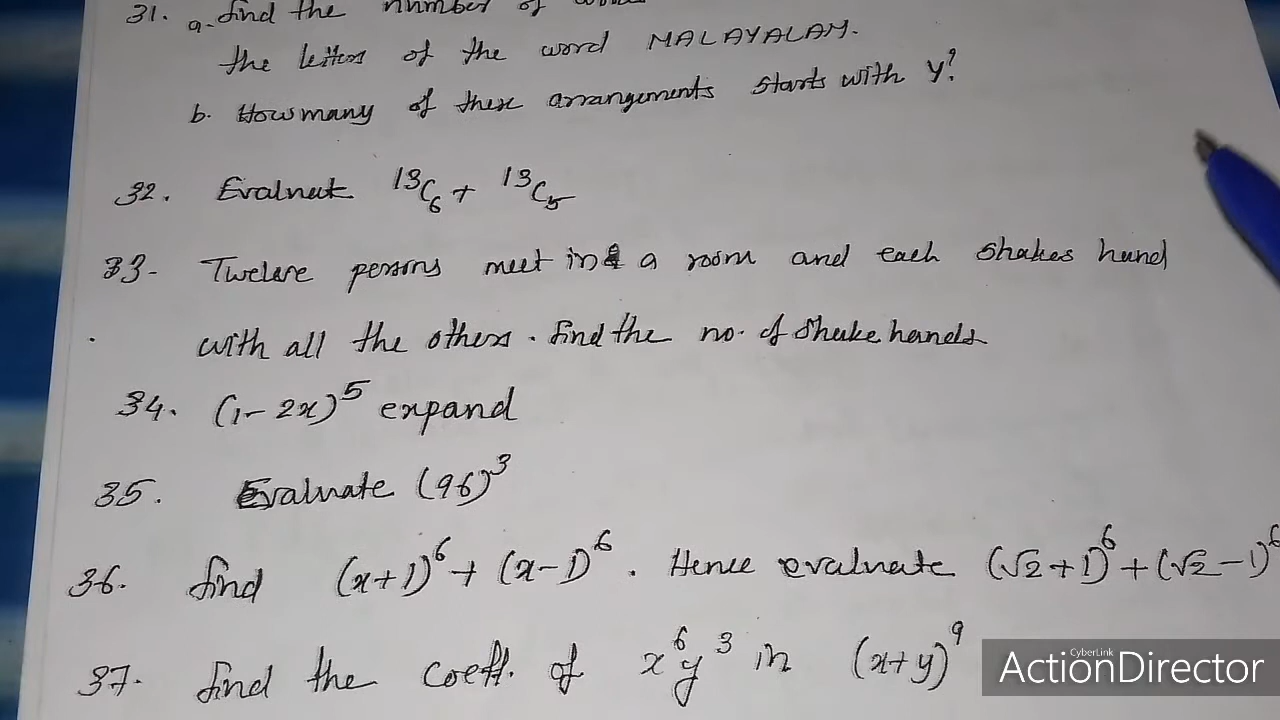 31. a. find the number of
the letters of the word MALAYALAM.
b. How many of these arrangements starts with Y?
32. Evaluate ¹³C₆ + ¹³C₅
33- Twelve persons meet in a room and each shakes hand
with all the others. Find the no. of Shake hands.
34. (1-2x)⁵ expand
35. Evaluate (96)³
36. find (x+1)⁶ + (x-1)⁶. Hence evaluate (√2+1)⁶ + (√2-1)⁶
37. find the coeff. of x⁶y³ in (x+y)⁹
CyberLink
ActionDirector